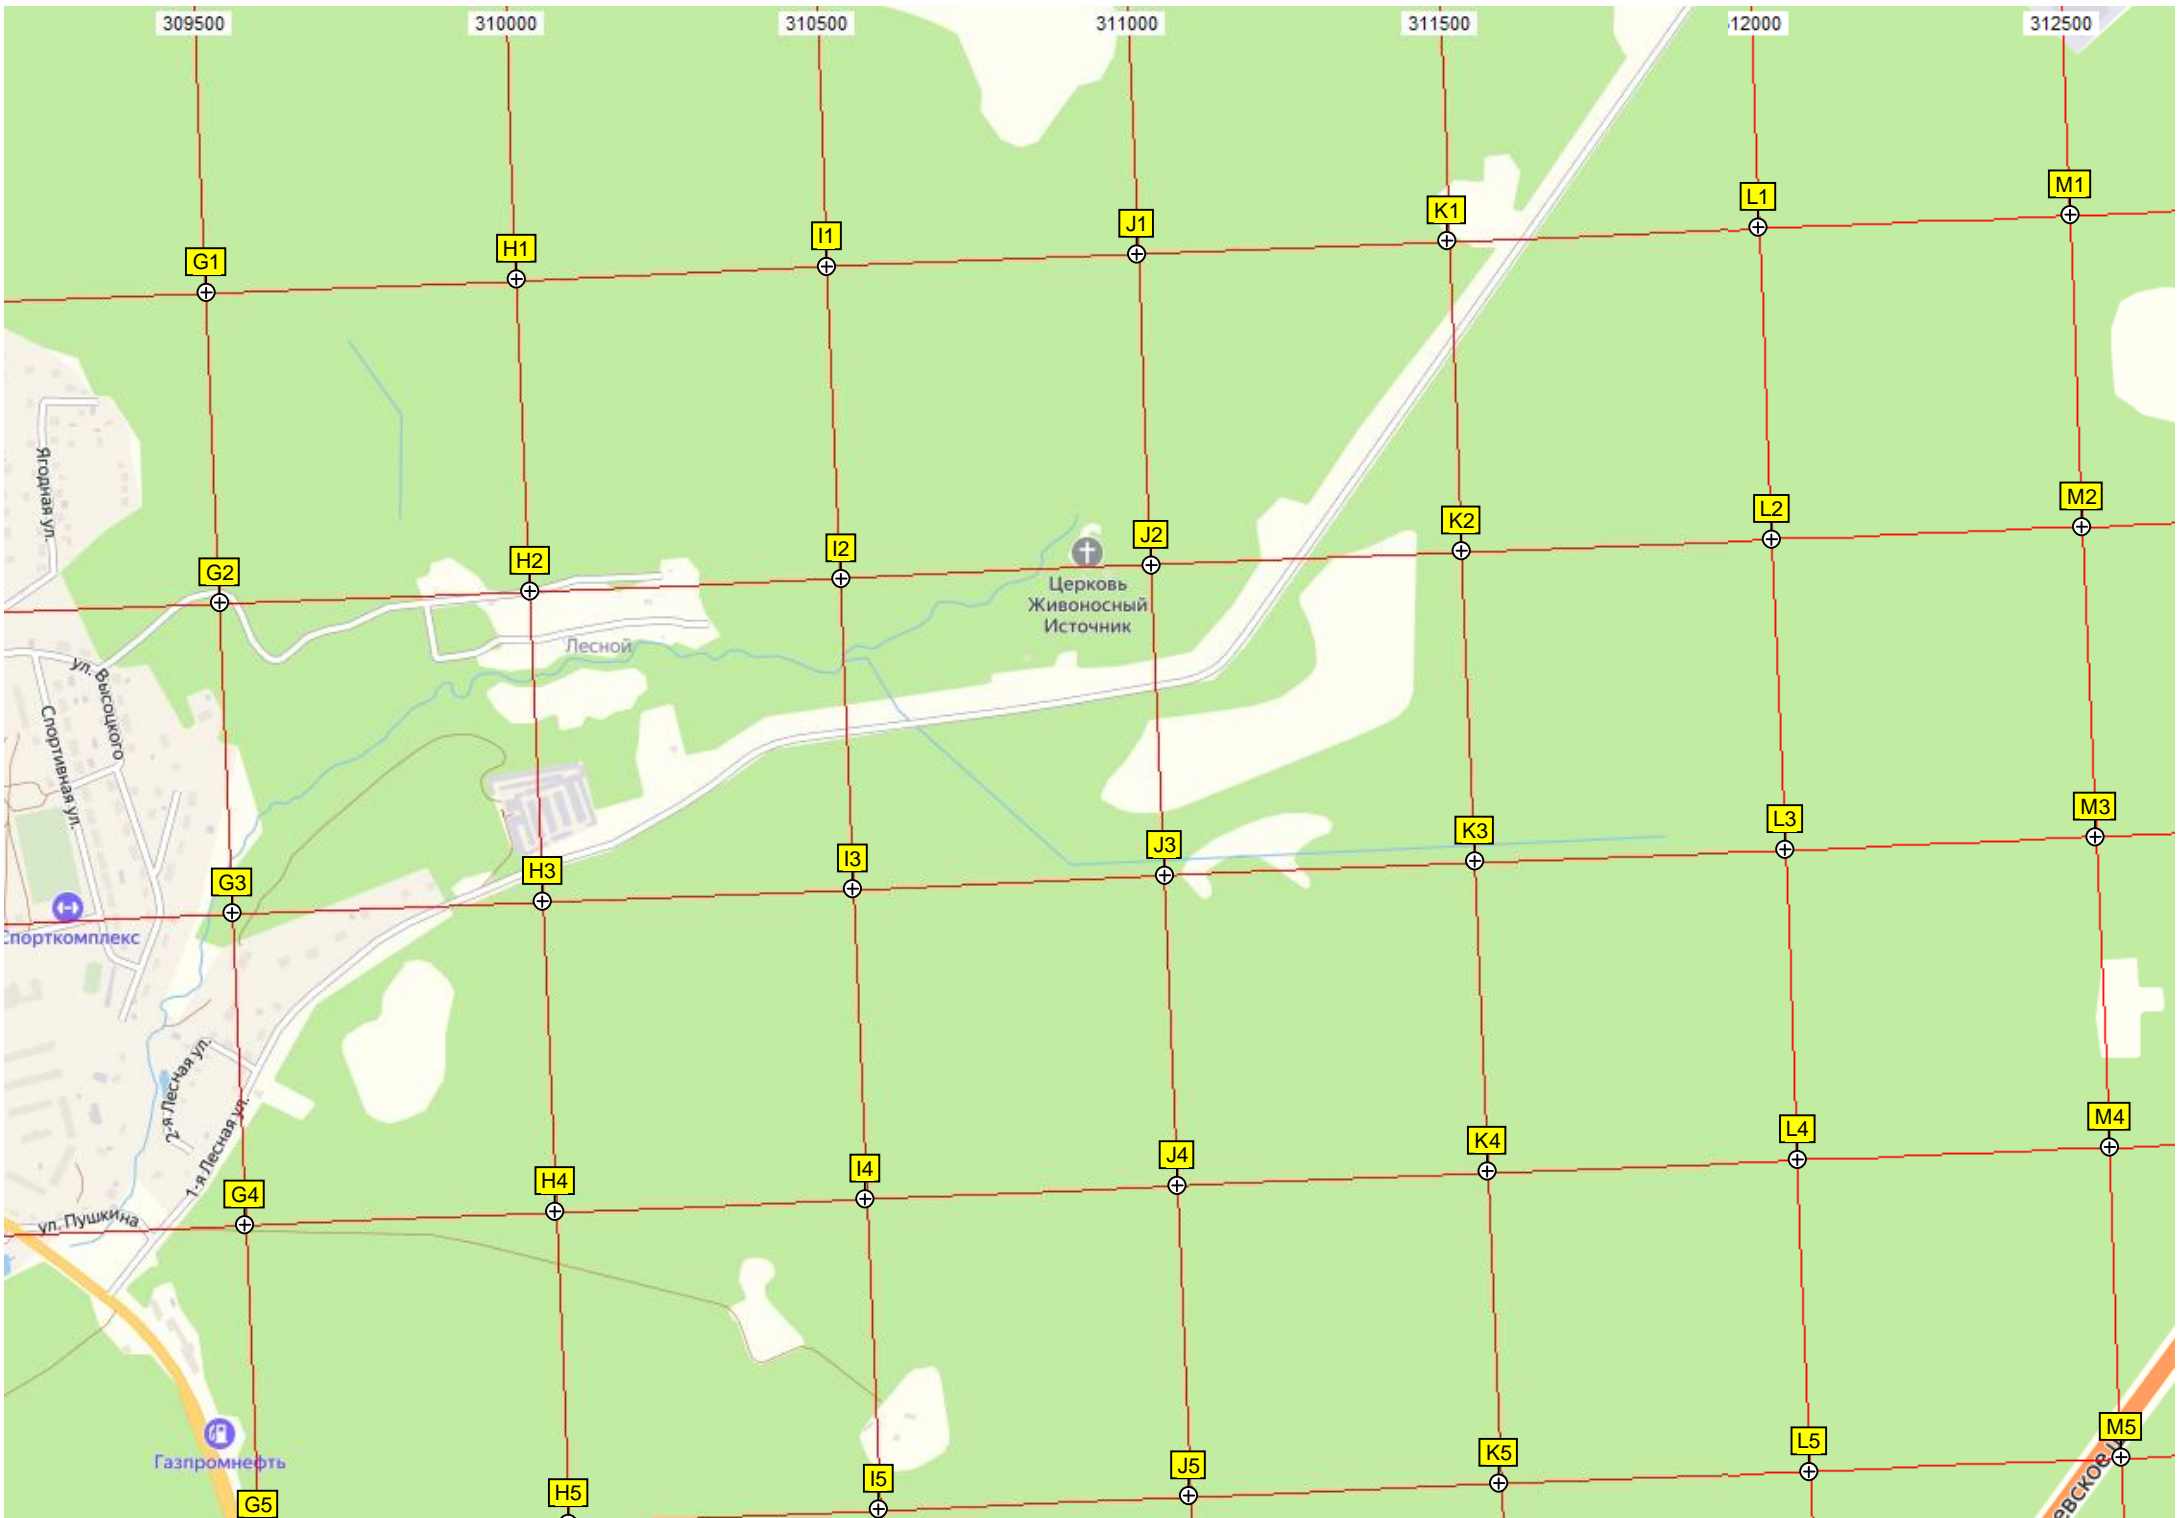 309500
310000
310500
311000
311500
12000
312500
M1
L1
K1
J1
I1
H1
G1
Ягодная ул.
M2
L2
K2
J2
I2
H2
G2
Церковь
Живоносный
Источник
Лесной
ул. Высоцкого
Спортивная ул.
M3
L3
K3
J3
I3
H3
G3
Спорткомплекс
2-я Лесная ул.
1-я Лесная ул.
M4
L4
K4
J4
I4
H4
G4
ул. Пушкина
M5
L5
K5
J5
I5
H5
G5
Газпромнефть